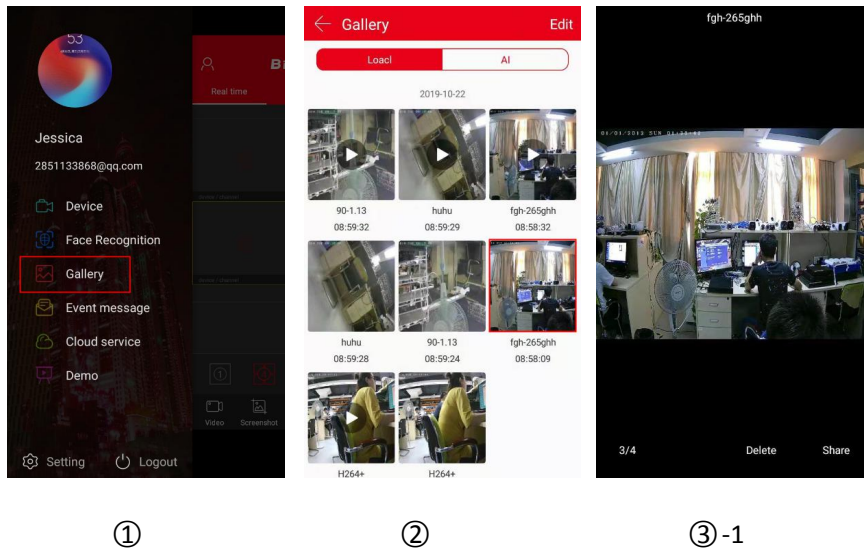 53
Jessica
2851133868@qq.com
Device
Face Recognition
Gallery
Event message
Cloud service
Demo
Setting
Logout
Real time
Bi
Video
Screenshot
Gallery
Edit
Loacl
AI
2019-10-22
90-1.13
huhu
fgh-265ghh
08:59:32
08:59:29
08:58:32
huhu
90-1.13
fgh-265ghh
08:59:28
08:59:24
08:58:09
H264+
H264+
fgh-265ghh
3/4
Delete
Share
①
②
③-1